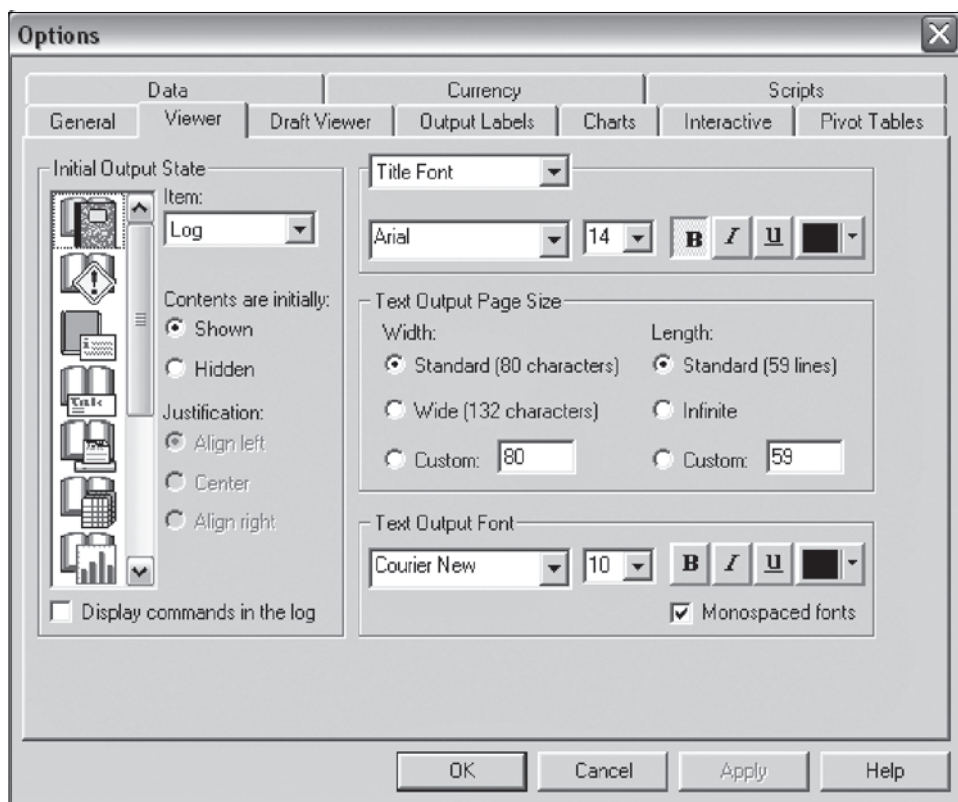 Options
Data Currency Scripts
General Viewer Draft Viewer Output Labels Charts Interactive Pivot Tables
Initial Output State
Item:
Log
Contents are initially:
Shown
Hidden
Justification:
Align left
Center
Align right
Display commands in the log
Title Font
Arial 14 B I U
Text Output Page Size
Width:
Standard (80 characters)
Wide (132 characters)
Custom: 80
Length:
Standard (59 lines)
Infinite
Custom: 59
Text Output Font
Courier New 10 B I U
Monospaced fonts
OK Cancel Apply Help